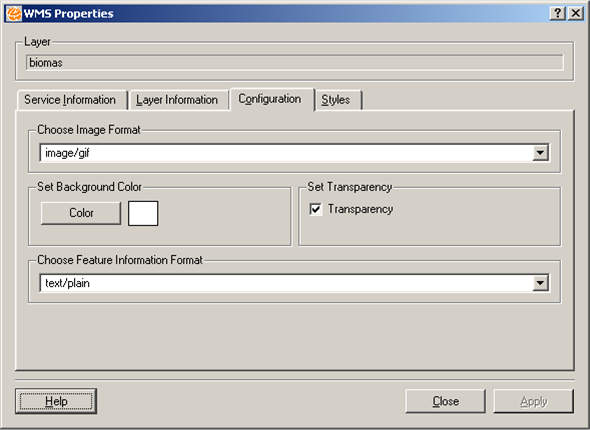 WMS Properties
Layer
biomas
Service Information Layer Information Configuration Styles
Choose Image Format
image/gif
Set Background Color Set Transparency
Color Transparency
Choose Feature Information Format
text/plain
Help Close Apply